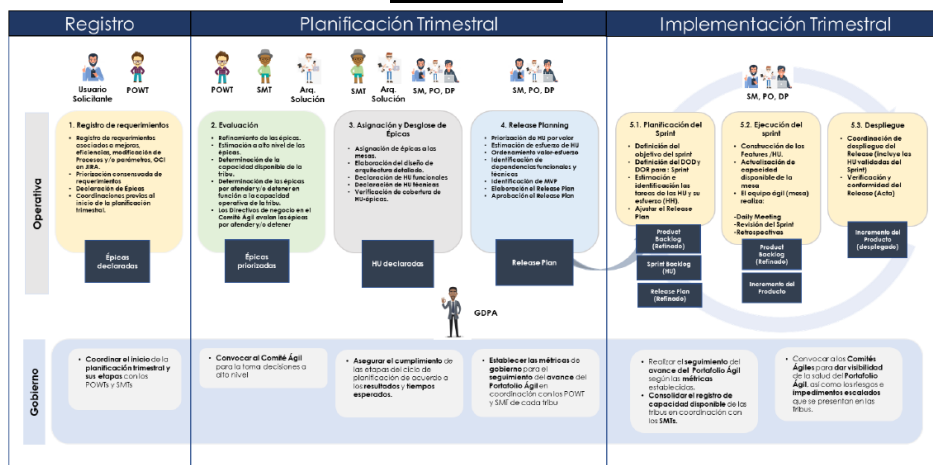 Registro
Planificación Trimestral
Implementación Trimestral
Usuario
Solicitante
POWT
POWT
SMT
Arq.
Solución
SMT
Arq.
Solución
SM, PO, DP
SM, PO, DP
SM, PO, DP
Operativa
1. Registro de requerimientos
• Registro de requerimientos
asociados a mejoras,
eficiencias, modificación de
Procesos y/o parámetros, OCI
en JIRA.
• Priorización consensuada de
requerimientos
• Declaración de Épicas
• Coordinaciones previas al
inicio de la planificación
trimestral.
Épicas
declaradas
2. Evaluación
• Refinamiento de las épicas.
• Estimación a alto nivel de las
épicas.
• Determinación de la
capacidad disponible de la
tribu.
• Determinación de las épicas
por atender y/o detener en
función a la capacidad
operativa de la tribu.
• Los Directivos de negocio en el
Comité Ágil avalan las épicas
por atender y/o detener
Épicas
priorizadas
3. Asignación y Desglose de
Épicas
• Asignación de épicas a las
mesas.
• Elaboración del diseño de
arquitectura detallado.
• Declaración de HU funcionales
• Declaración de HU técnicas
• Verificación de cobertura de
HU-épicas.
HU declaradas
4. Release Planning
• Priorización de HU por valor
• Estimación de esfuerzo de HU
• Ordenamiento valor-esfuerzo
• Identificación de
dependencias funcionales y
técnicas
• Identificación de MVP
• Elaboración el Release Plan
• Aprobación el Release Plan
Release Plan
5.1. Planificación del
Sprint
• Definición del
objetivo del sprint
• Definición del DOD y
DOR para el Sprint
• Estimación e
identificación las
tareas de las HU y su
esfuerzo (HH).
• Ajustar el Release
Plan
Product
Backlog
(Refinado)
Sprint Backlog
(HU)
Release Plan
(Refinado)
5.2. Ejecución del
sprint
• Construcción de los
Features /HU.
• Actualización de
capacidad
disponible de la
mesa
• El equipo ágil (mesa)
realiza:
-Daily Meeting
-Revisión del Sprint
-Retrospectivas
Product
Backlog
(Refinado)
Incremento del
Producto
5.3. Despliegue
• Coordinación de
despliegue del
Release (incluye las
HU validadas del
Sprint)
• Verificación y
conformidad del
Release (Acta)
Incremento del
Producto
(desplegado)
GDPA
Gobierno
• Coordinar el inicio de la
planificación trimestral y
sus etapas con los
POWTs y SMTs
• Convocar al Comité Ágil
para la toma decisiones a
alto nivel
• Asegurar el cumplimiento de
las etapas del ciclo de
planificación de acuerdo a
los resultados y tiempos
esperados.
• Establecer las métricas de
gobierno para el
seguimiento del avance del
Portafolio Ágil en
coordinación con los POWT
y SMT de cada tribu
• Realizar el seguimiento del
avance del Portafolio Ágil
según las métricas
establecidas.
• Consolidar el registro de
capacidad disponible de las
tribus en coordinación con
los SMTs.
• Convocar a los Comités
Ágiles para dar visibilidad
de la salud del Portafolio
Ágil, así como los riesgos e
impedimentos escalados
que se presentan en las
tribus.